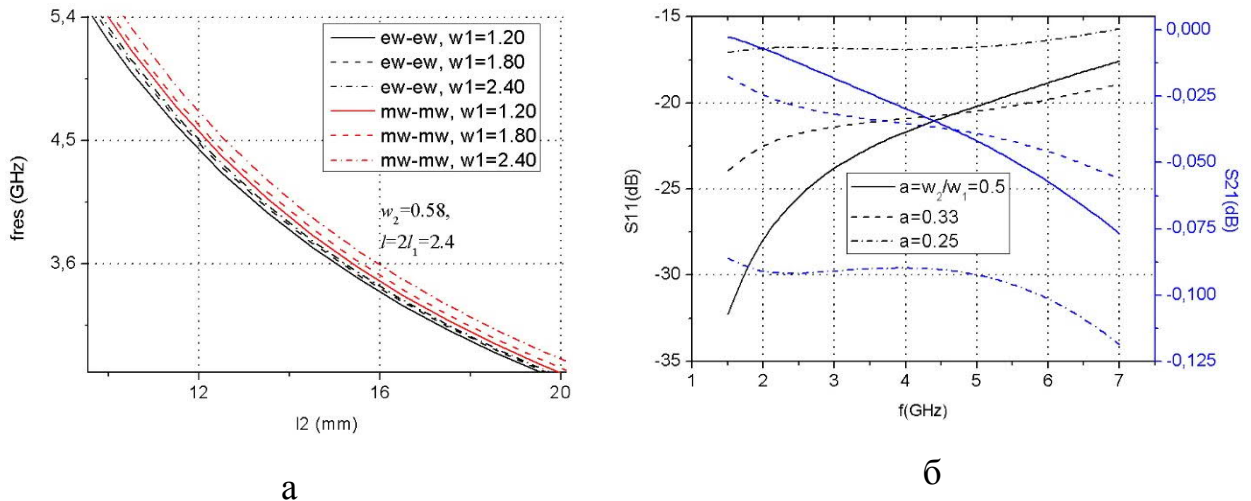 5,4
4,5
3,6
12
16
20
fres (GHz)
l2 (mm)
ew-ew, w1=1.20
ew-ew, w1=1.80
ew-ew, w1=2.40
mw-mw, w1=1.20
mw-mw, w1=1.80
mw-mw, w1=2.40
w2=0.58,
l=2l1=2.4
а
-15
-20
-25
-30
-35
S11(dB)
1
2
3
4
5
6
7
f(GHz)
a=w2/w1=0.5
a=0.33
a=0.25
0,000
-0,025
-0,050
-0,075
-0,100
-0,125
S21(dB)
б